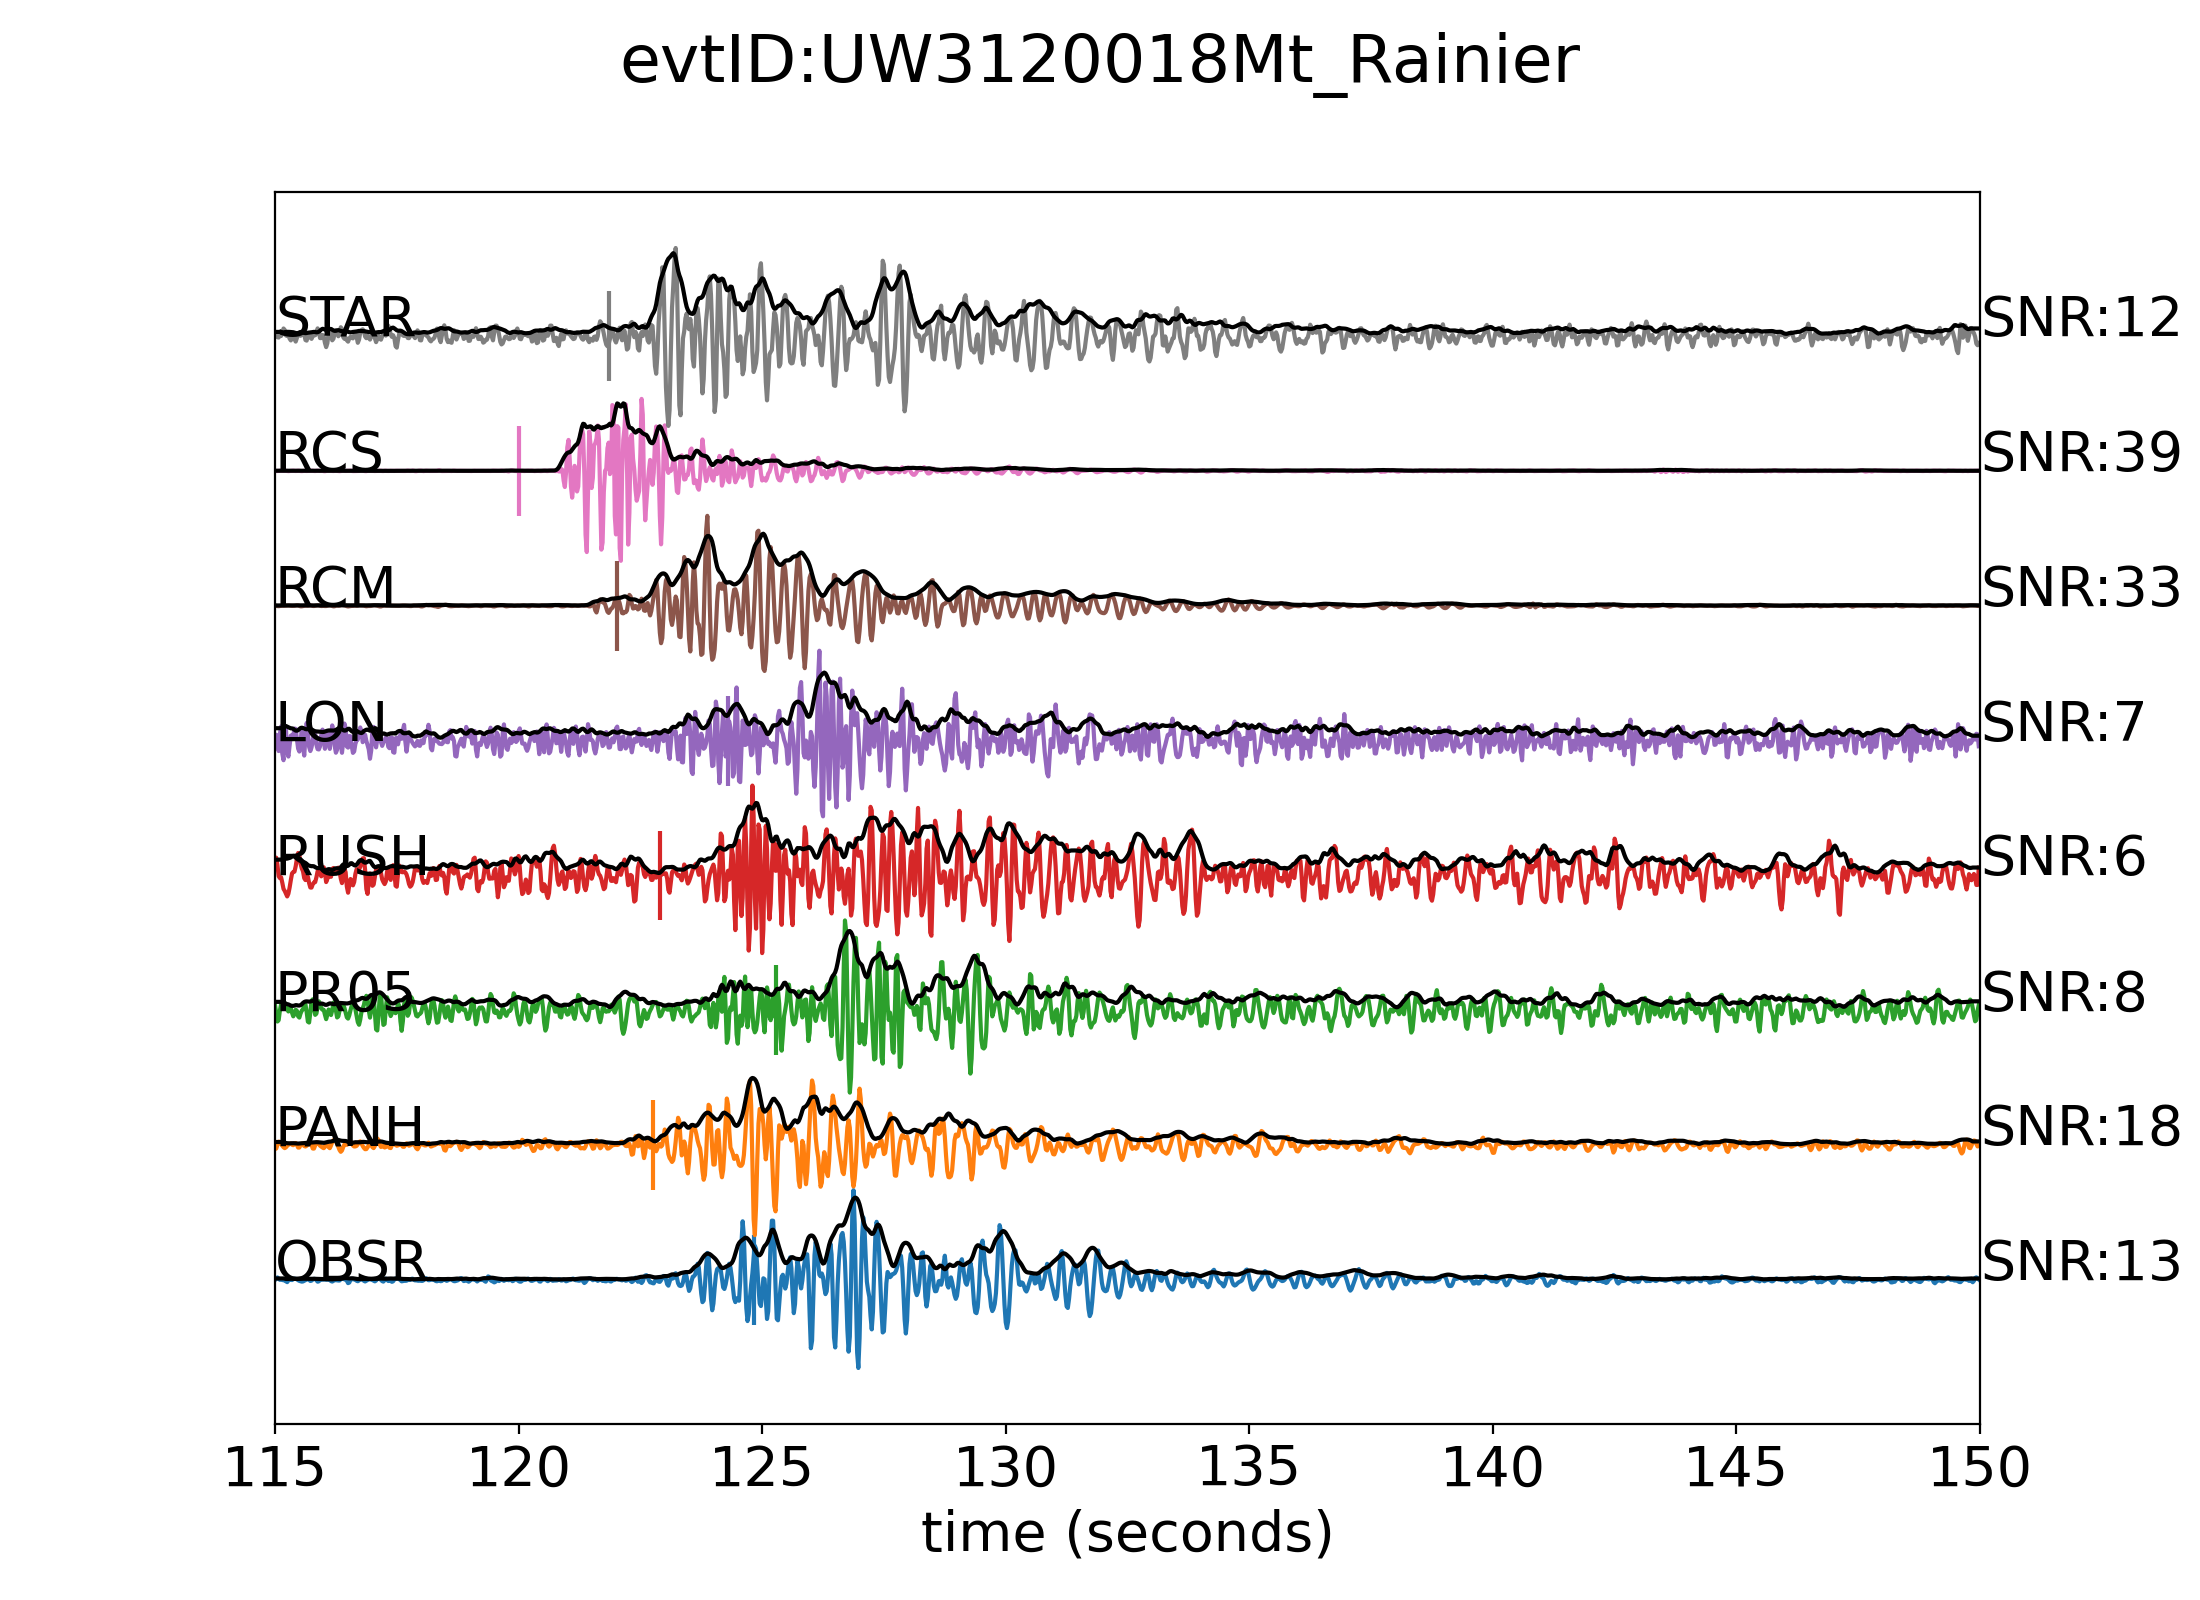 evtID:UW3120018Mt_Rainier
STAR SNR:12
RCS SNR:39
RCM SNR:33
LON SNR:7
RUSH SNR:6
PR05 SNR:8
PANH SNR:18
OBSR SNR:13
115 120 125 130 135 140 145 150
time (seconds)